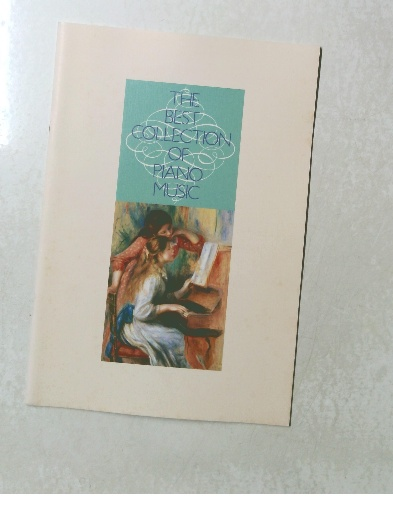 THE
BEST
COLLECTION
OF
PIANO
MUSIC